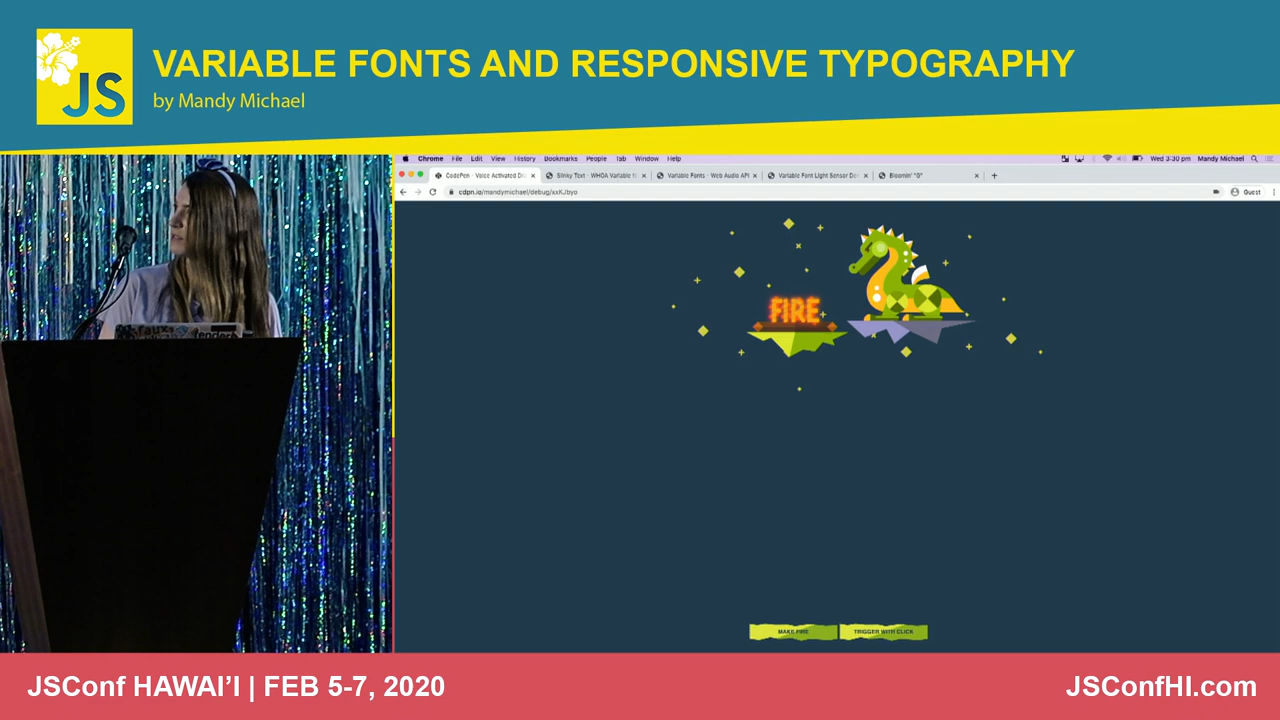 JS
VARIABLE FONTS AND RESPONSIVE TYPOGRAPHY
by Mandy Michael
Chrome File Edit View History Bookmarks People Tab Window Help
Wed 3:30 pm Mandy Michael
CodePen - Voice Activated
Slinky Text - WHOA Variable
Variable Fonts - Web Audio API
Variable Font Light Sensor
Bloomin' "0"
cdpn.io/mandymichael/debug/xxKJbyo
Guest
FIRE
MAKE FIRE
TRIGGER WITH CLICK
JSConf HAWAI’I | FEB 5-7, 2020
JSConfHI.com